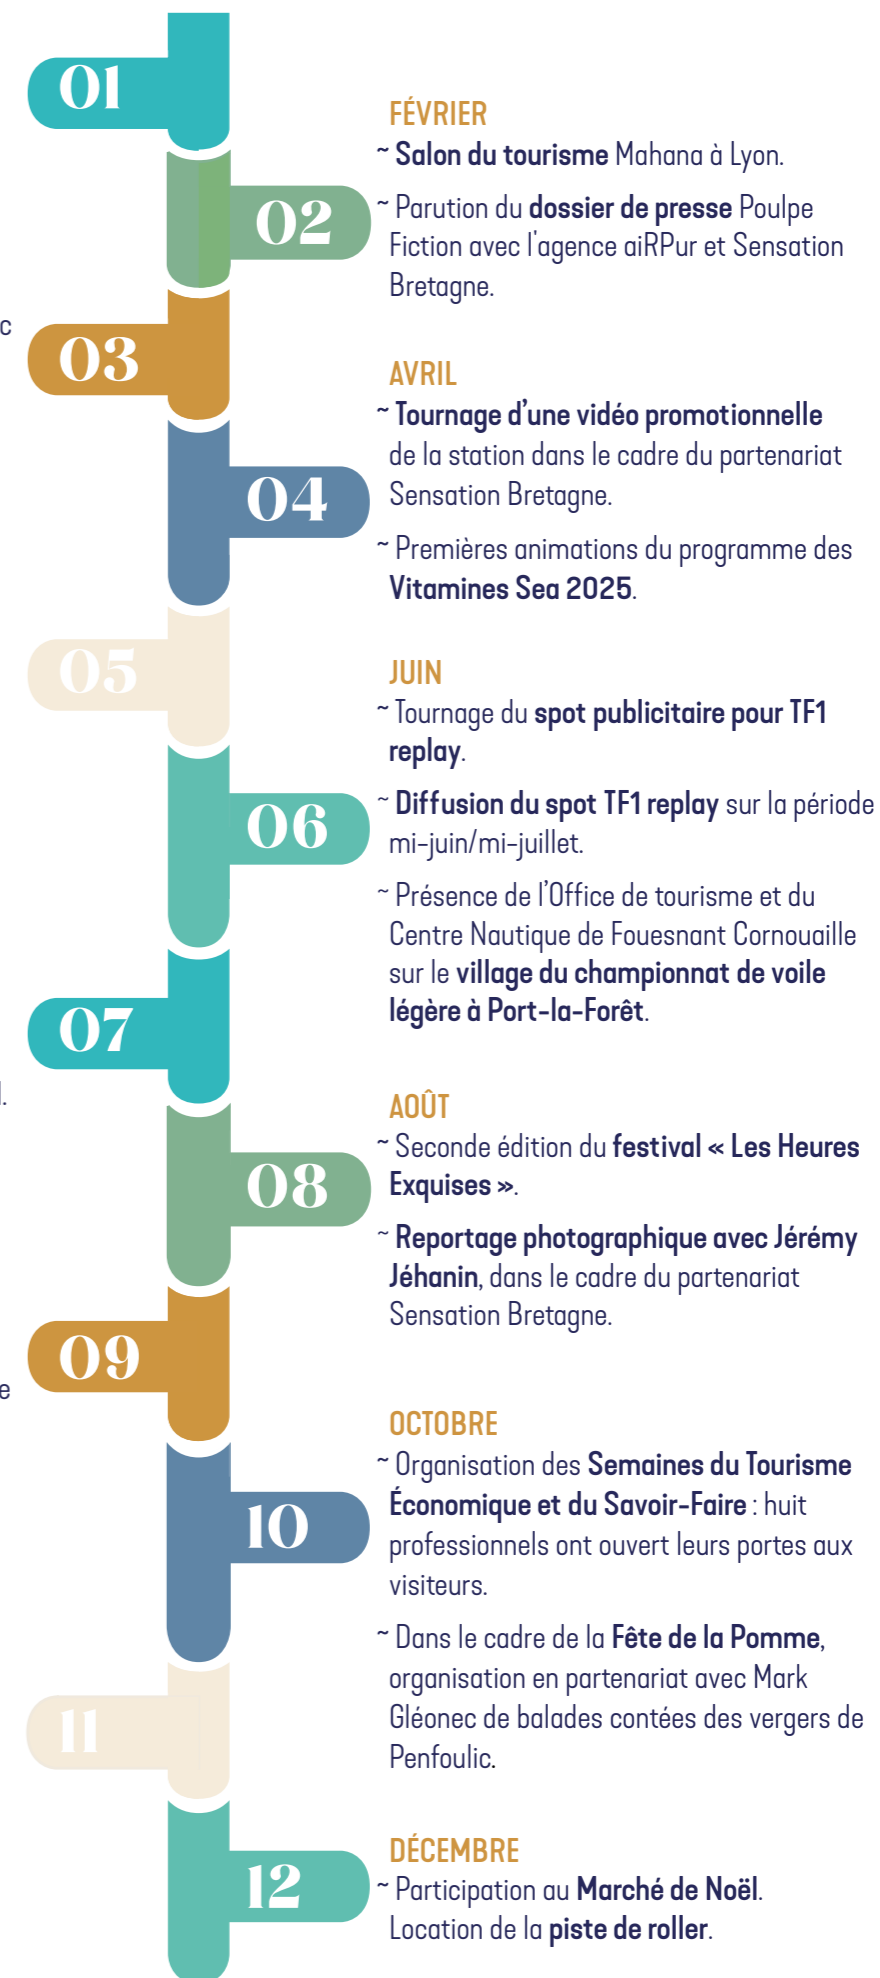 01
FÉVRIER
~ Salon du tourisme Mahana à Lyon.
02
~ Parution du dossier de presse Poulpe
Fiction avec l'agence aiRPur et Sensation
Bretagne.
c
03
AVRIL
~ Tournage d’une vidéo promotionnelle
de la station dans le cadre du partenariat
Sensation Bretagne.
04
~ Premières animations du programme des
Vitamines Sea 2025.
05
JUIN
~ Tournage du spot publicitaire pour TF1
replay.
06
~ Diffusion du spot TF1 replay sur la période
mi-juin/mi-juillet.
~ Présence de l’Office de tourisme et du
Centre Nautique de Fouesnant Cornouaille
sur le village du championnat de voile
légère à Port-la-Forêt.
07
.
AOÛT
~ Seconde édition du festival « Les Heures
Exquises ».
08
~ Reportage photographique avec Jérémy
Jéhanin, dans le cadre du partenariat
Sensation Bretagne.
09
e
OCTOBRE
~ Organisation des Semaines du Tourisme
Économique et du Savoir-Faire : huit
professionnels ont ouvert leurs portes aux
visiteurs.
10
~ Dans le cadre de la Fête de la Pomme,
organisation en partenariat avec Mark
Gléonec de balades contées des vergers de
Penfoulic.
11
DÉCEMBRE
~ Participation au Marché de Noël.
Location de la piste de roller.
12